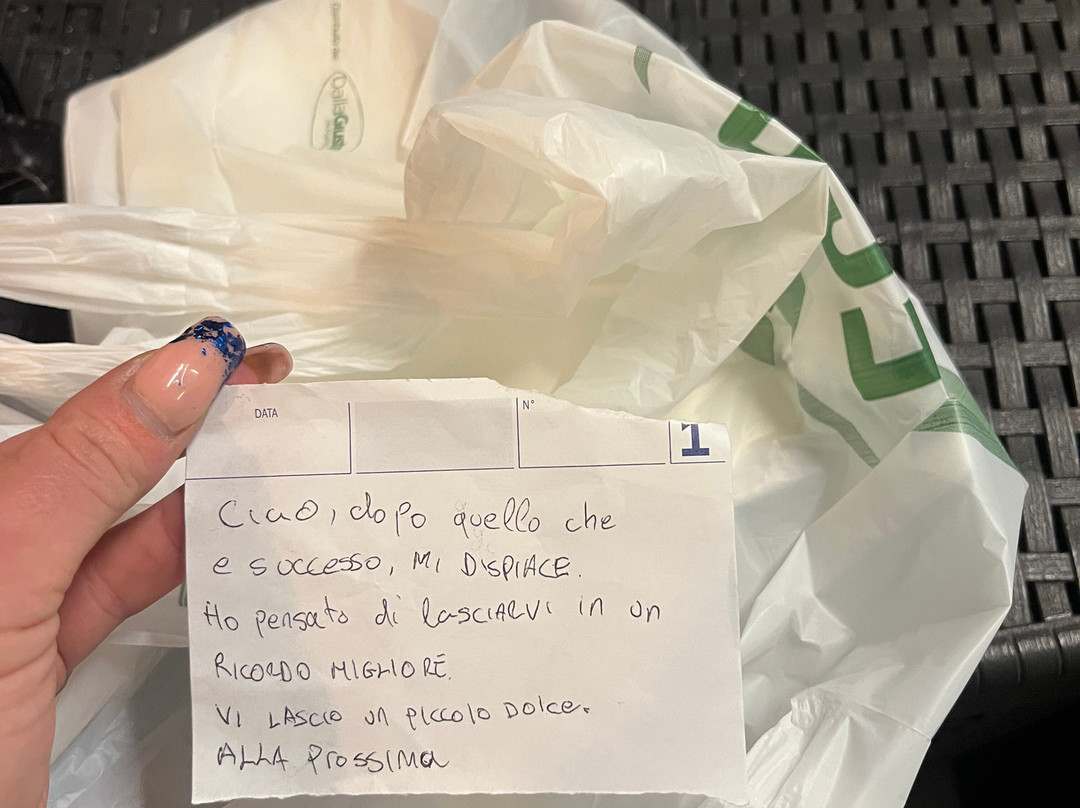 DallaGiust
DATA
N°
1
Ciao, dopo quello che
e successo, MI DISPIACE.
Ho pensato di lasciARVi in un
RICORDO MIGLIORE.
VI LASCIO un piccolo DOLCE.
ALLA Prossima